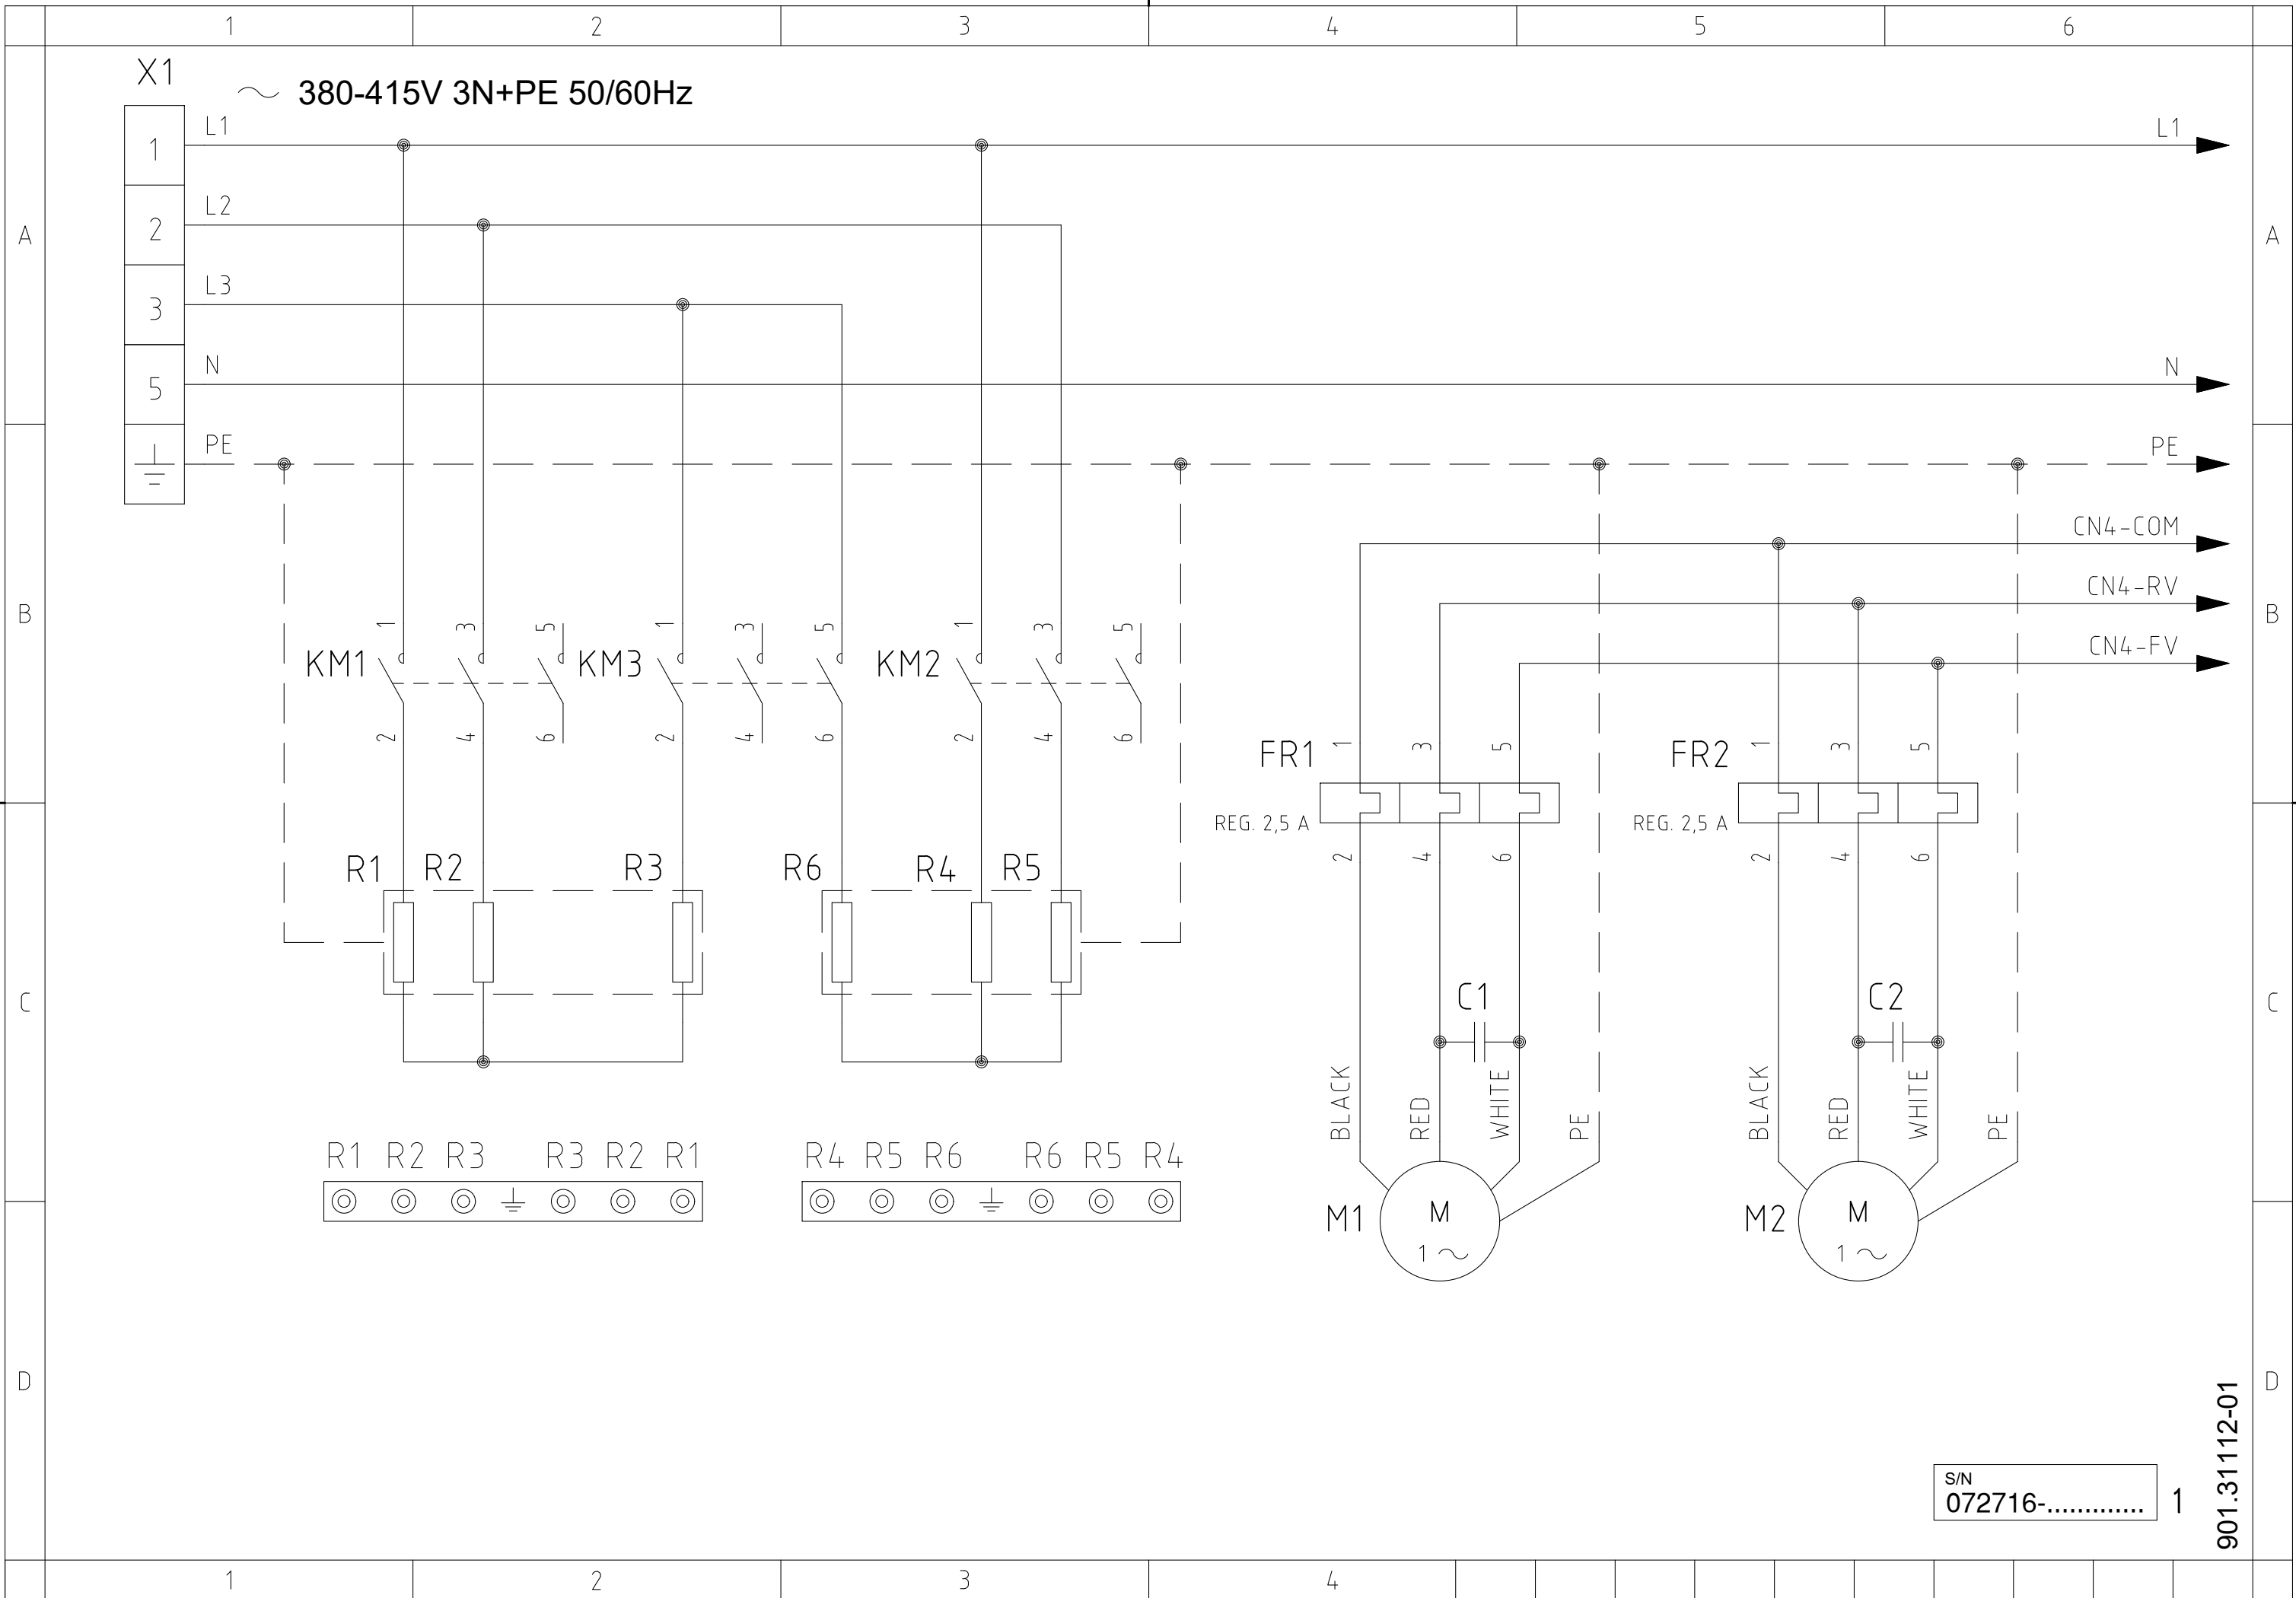 1 2 3 4 5 6
X1
380-415V 3N+PE 50/60Hz
1 L1 L1
A A
2 L2
3 L3
5 N N
PE PE
CN4-COM
CN4-RV
B B
CN4-FV
1 3 5 1 3 5 1 3 5
KM1 KM3 KM2
2 4 6 2 4 6 2 4 6
1 3 5 1 3 5
FR1 FR2
REG. 2,5 A REG. 2,5 A
2 4 6 2 4 6
R1 R2 R3 R6 R4 R5
C C
C1 C2
BLACK RED WHITE PE BLACK RED WHITE PE
R1 R2 R3 R3 R2 R1 R4 R5 R6 R6 R5 R4
M1 M M2 M
1 1
D D
S/N
072716-............. 1
901.31112-01
1 2 3 4